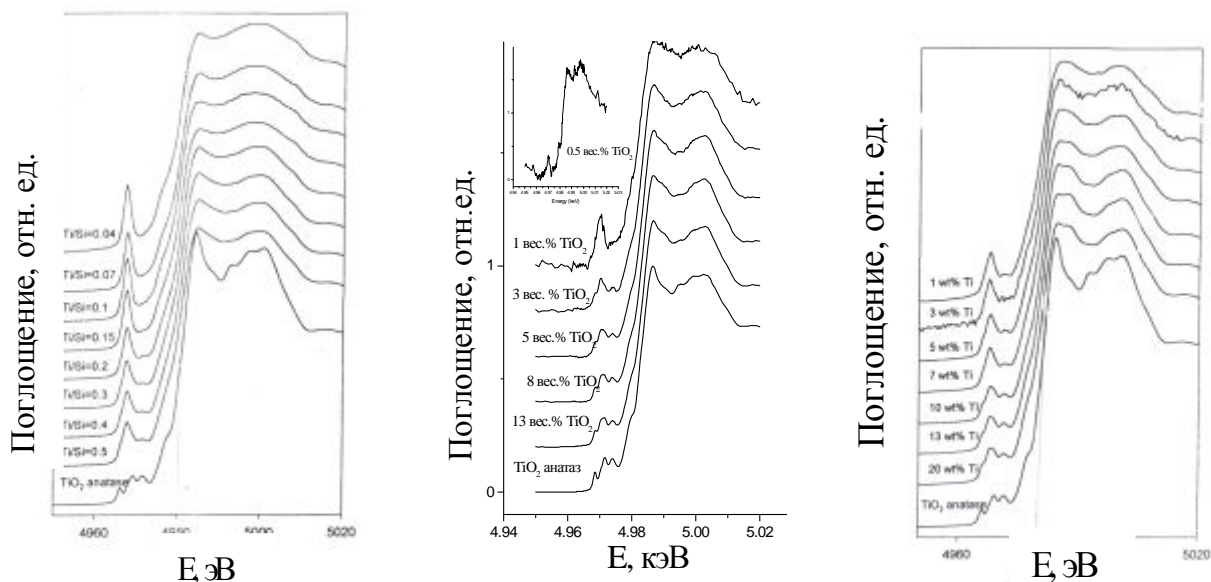 Поглощение, отн. ед.
Ti/Si=0.04
Ti/Si=0.07
Ti/Si=0.1
Ti/Si=0.15
Ti/Si=0.2
Ti/Si=0.3
Ti/Si=0.4
Ti/Si=0.5
TiO2 anatase
4960
4980
5000
5020
E, эВ
Поглощение, отн.ед.
1
0
0.5 вес.% TiO2
Energy (keV)
1 вес.% TiO2
3 вес.% TiO2
5 вес.% TiO2
8 вес.% TiO2
13 вес.% TiO2
TiO2 анатаз
4.94
4.96
4.98
5.00
5.02
E, кэВ
Поглощение, отн. ед.
1 wt% Ti
3 wt% Ti
5 wt% Ti
7 wt% Ti
10 wt% Ti
13 wt% Ti
20 wt% Ti
TiO2 anatase
4960
5020
E, эВ